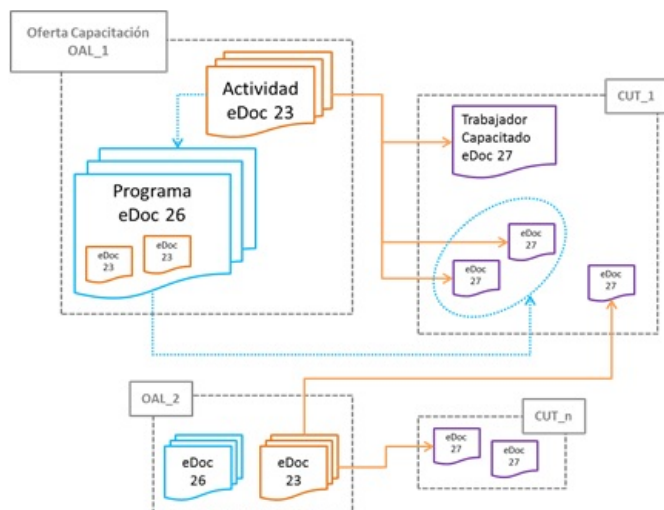 Oferta Capacitación
OAL_1
Actividad
eDoc 23
Programa
eDoc 26
eDoc
23
eDoc
23
CUT_1
Trabajador
Capacitado
eDoc 27
eDoc
27
eDoc
27
eDoc
27
OAL_2
eDoc
26
eDoc
23
CUT_n
eDoc
27
eDoc
27